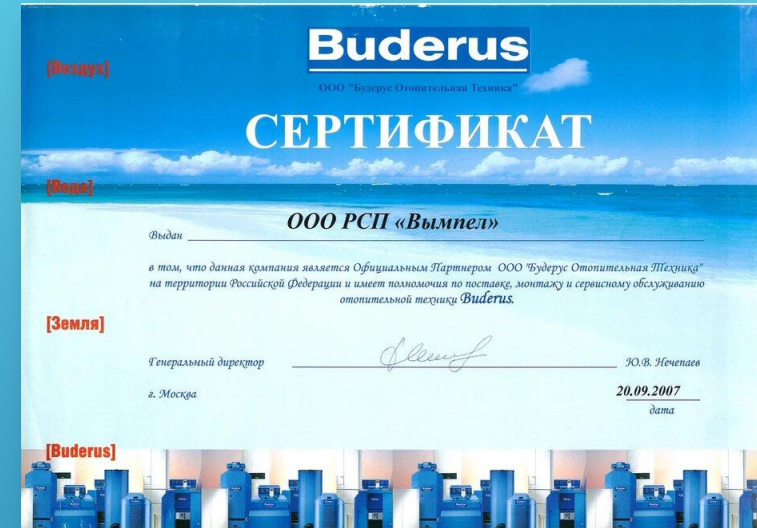 Buderus
[Воздух]
ООО "Будерус Отопительная Техника"
СЕРТИФИКАТ
[Вода]
ООО РСП «Вымпел»
Выдан
в том, что данная компания является Официальным Партнером ООО "Будерус Отопительная Техника"
на территории Российской Федерации и имеет полномочия по поставке, монтажу и сервисному обслуживанию
отопительной техники Buderus.
[Земля]
Генеральный директор Ю.В. Нечепаев
г. Москва 20.09.2007
дата
[Buderus]